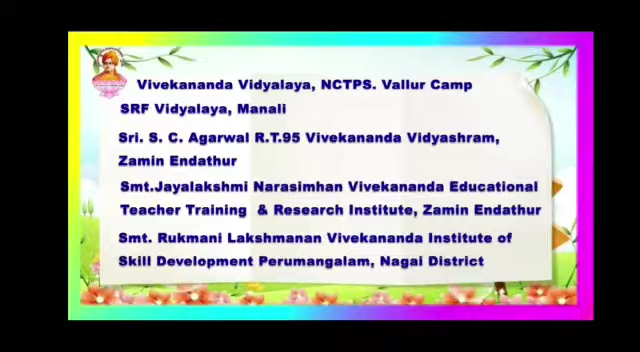 Vivekananda Vidyalaya, NCTPS. Vallur Camp
SRF Vidyalaya, Manali
Sri. S. C. Agarwal R.T.95 Vivekananda Vidyashram,
Zamin Endathur
Smt.Jayalakshmi Narasimhan Vivekananda Educational
Teacher Training & Research Institute, Zamin Endathur
Smt. Rukmani Lakshmanan Vivekananda Institute of
Skill Development Perumangalam, Nagai District